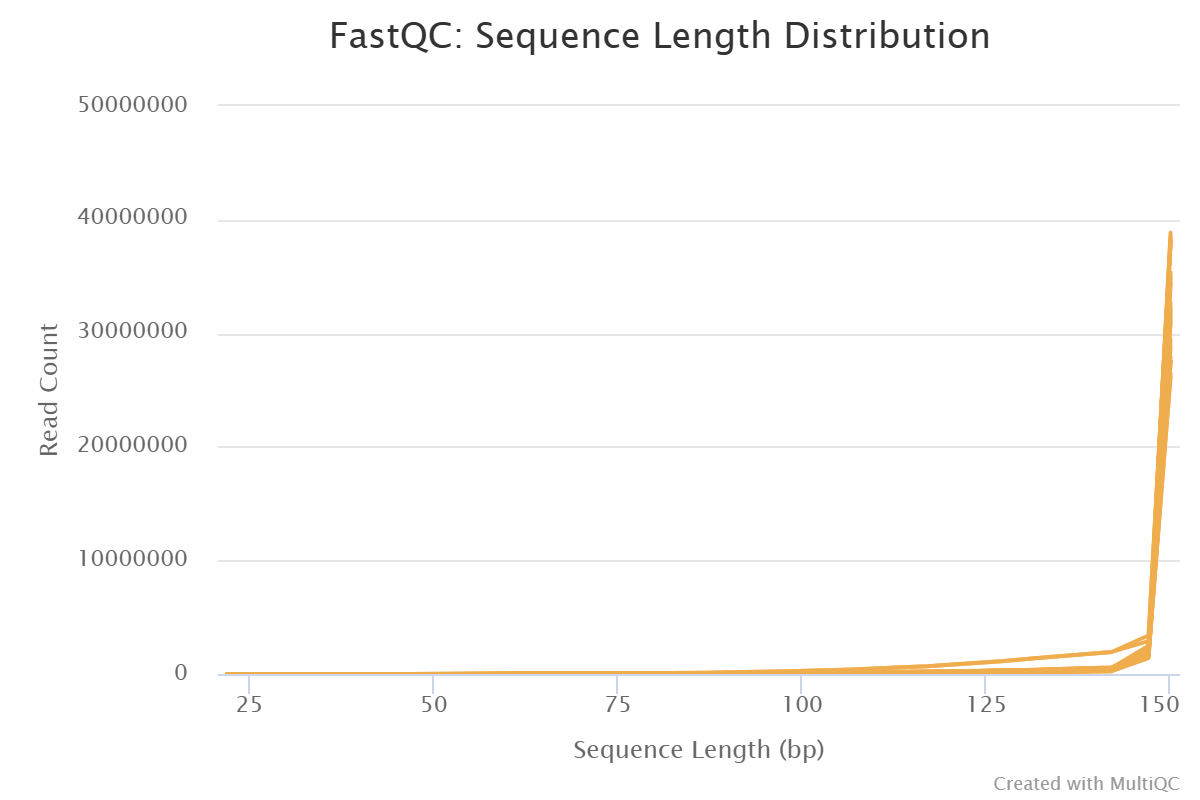 FastQC: Sequence Length Distribution
50000000
40000000
30000000
20000000
10000000
0
Read Count
25 50 75 100 125 150
Sequence Length (bp)
Created with MultiQC